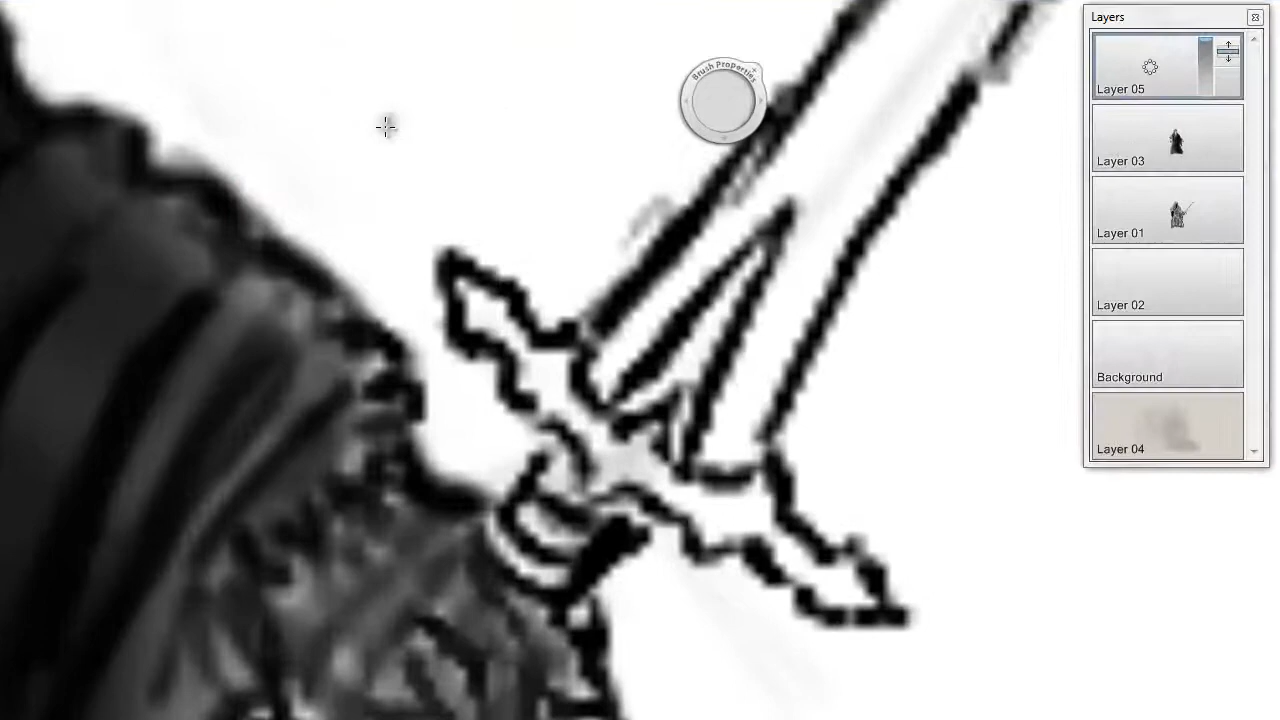 Brush Properties
Layers
Layer 05
Layer 03
Layer 01
Layer 02
Background
Layer 04